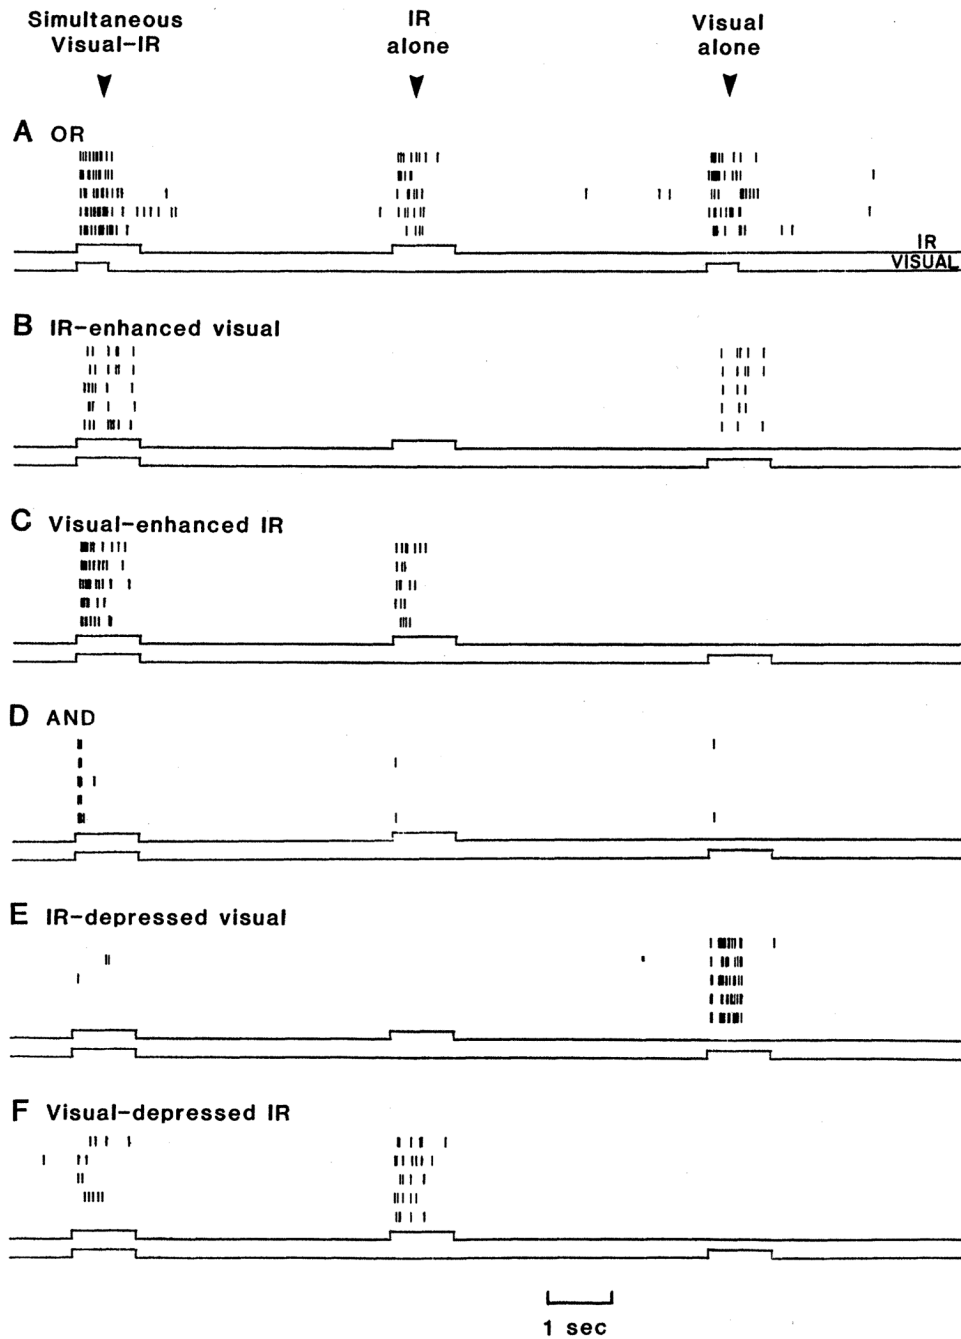 Simultaneous
Visual-IR
IR
alone
Visual
alone
A OR
IR
VISUAL
B IR-enhanced visual
C Visual-enhanced IR
D AND
E IR-depressed visual
F Visual-depressed IR
1 sec